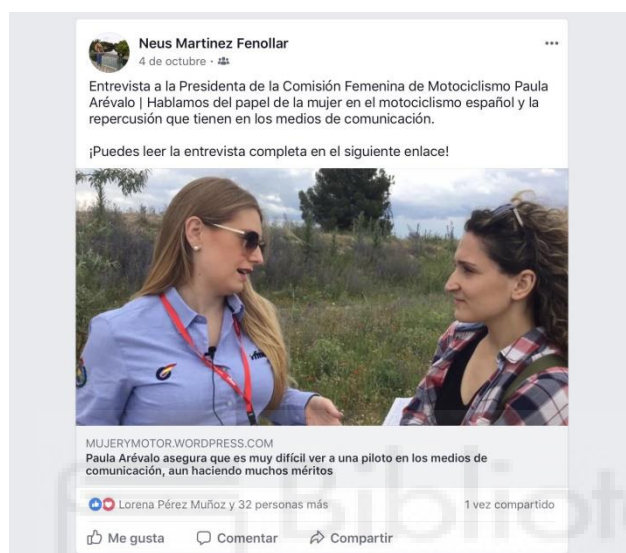 Neus Martinez Fenollar
4 de octubre ·
Entrevista a la Presidenta de la Comisión Femenina de Motociclismo Paula
Arévalo | Hablamos del papel de la mujer en el motociclismo español y la
repercusión que tienen en los medios de comunicación.
¡Puedes leer la entrevista completa en el siguiente enlace!
MUJERYMOTOR.WORDPRESS.COM
Paula Arévalo asegura que es muy difícil ver a una piloto en los medios de
comunicación, aun haciendo muchos méritos
Lorena Pérez Muñoz y 32 personas más
1 vez compartido
Me gusta
Comentar
Compartir